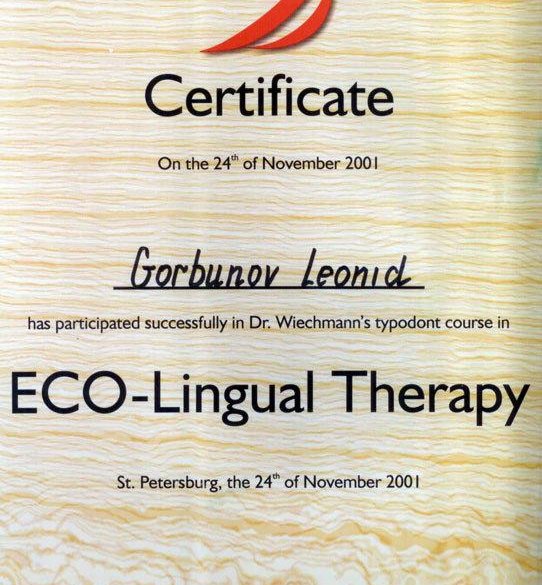 Certificate
On the 24th of November 2001
Gorbunov Leonid
has participated successfully in Dr. Wiechmann's typodont course in
ECO-Lingual Therapy
St. Petersburg, the 24th of November 2001